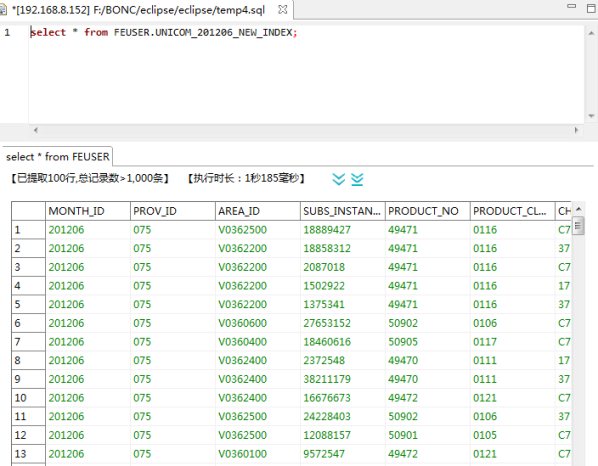 *[192.168.8.152] F:/BONC/eclipse/eclipse/temp4.sql
1 select * from FEUSER.UNICOM_201206_NEW_INDEX;
select * from FEUSER
【已提取100行,总记录数>1,000条】 【执行时长：1秒185毫秒】
MONTH_ID PROV_ID AREA_ID SUBS_INSTAN... PRODUCT_NO PRODUCT_CL... CH
1 201206 075 V0362500 18889427 49471 0116 C7
2 201206 075 V0362200 18858312 49471 0116 37
3 201206 075 V0362200 2087018 49471 0116 C7
4 201206 075 V0362200 1502922 49471 0116 17
5 201206 075 V0362200 1375341 49471 0116 37
6 201206 075 V0360600 27653152 50902 0106 C7
7 201206 075 V0360400 18460616 50905 0117 C7
8 201206 075 V0362400 2372548 49470 0111 17
9 201206 075 V0362400 38211179 49470 0111 37
10 201206 075 V0362400 16676673 49472 0121 C7
11 201206 075 V0362500 24228403 50902 0106 37
12 201206 075 V0362500 12088157 50901 0105 C7
13 201206 075 V0360100 9572547 49472 0121 C7